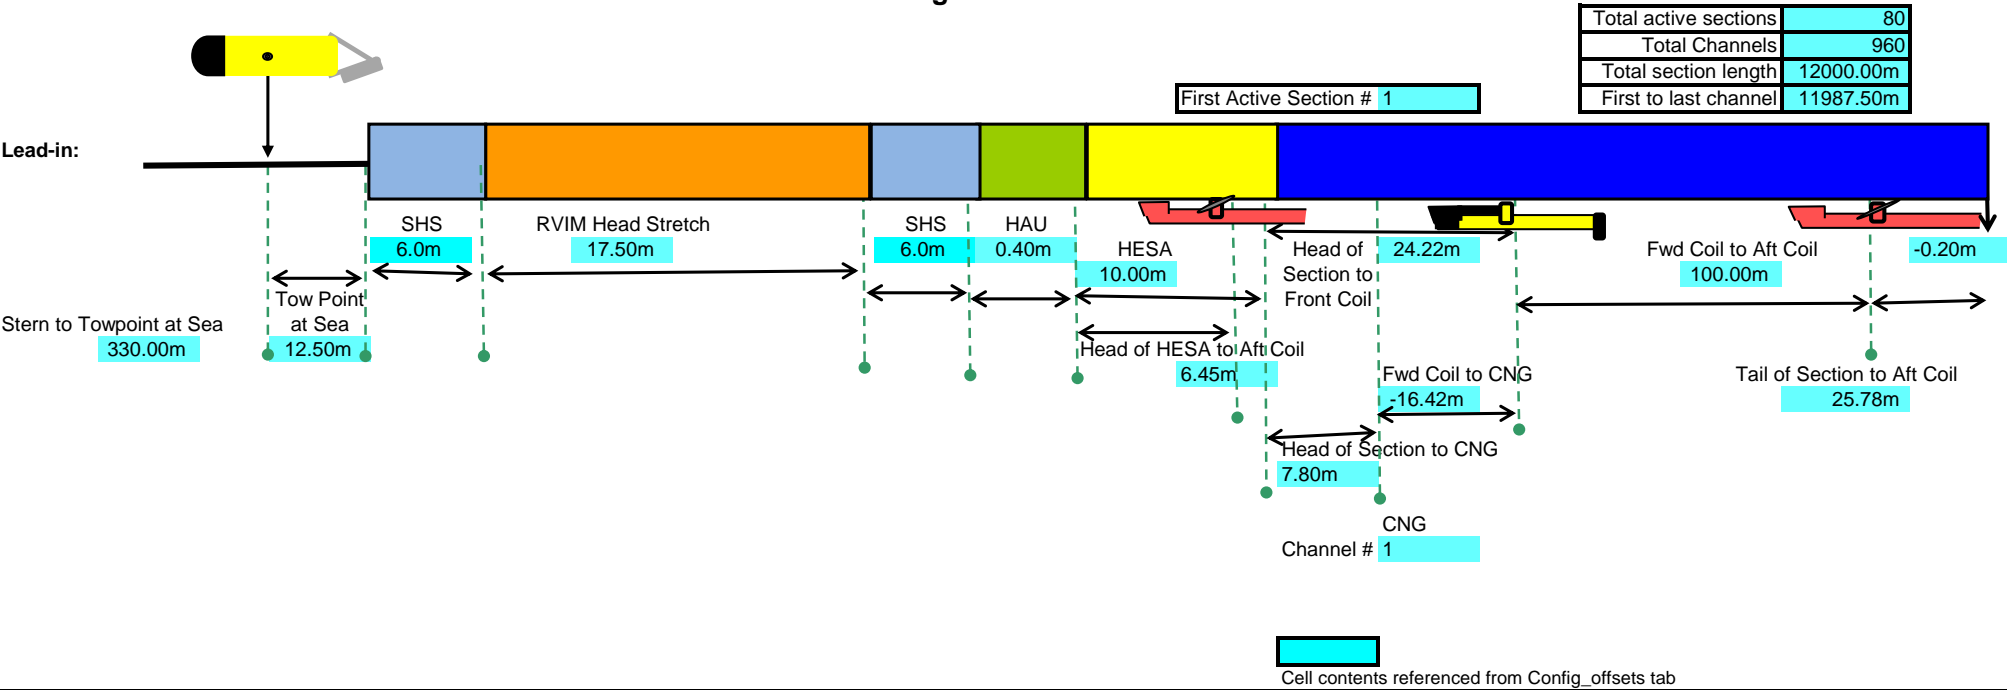 Total active sections 80
Total Channels 960
Total section length 12000.00m
First to last channel 11987.50m
First Active Section # 1
Lead-in:
SHS
6.0m
RVIM Head Stretch
17.50m
SHS
6.0m
HAU
0.40m
HESA
10.00m
Head of
Section to
Front Coil
24.22m
Fwd Coil to Aft Coil
100.00m
-0.20m
Stern to Towpoint at Sea
330.00m
Tow Point
at Sea
12.50m
Head of HESA to Aft Coil
6.45m
Fwd Coil to CNG
-16.42m
Tail of Section to Aft Coil
25.78m
Head of Section to CNG
7.80m
CNG
Channel # 1
Cell contents referenced from Config_offsets tab